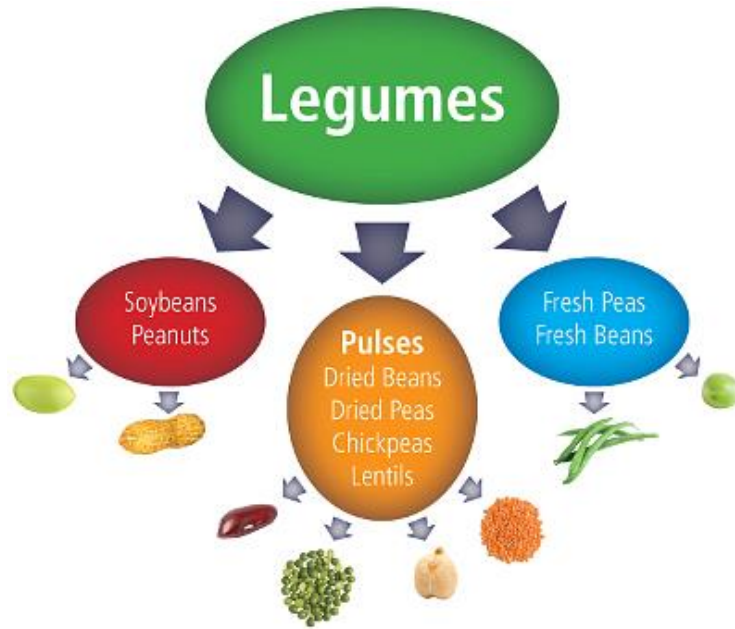 Legumes
Soybeans
Peanuts
Pulses
Dried Beans
Dried Peas
Chickpeas
Lentils
Fresh Peas
Fresh Beans